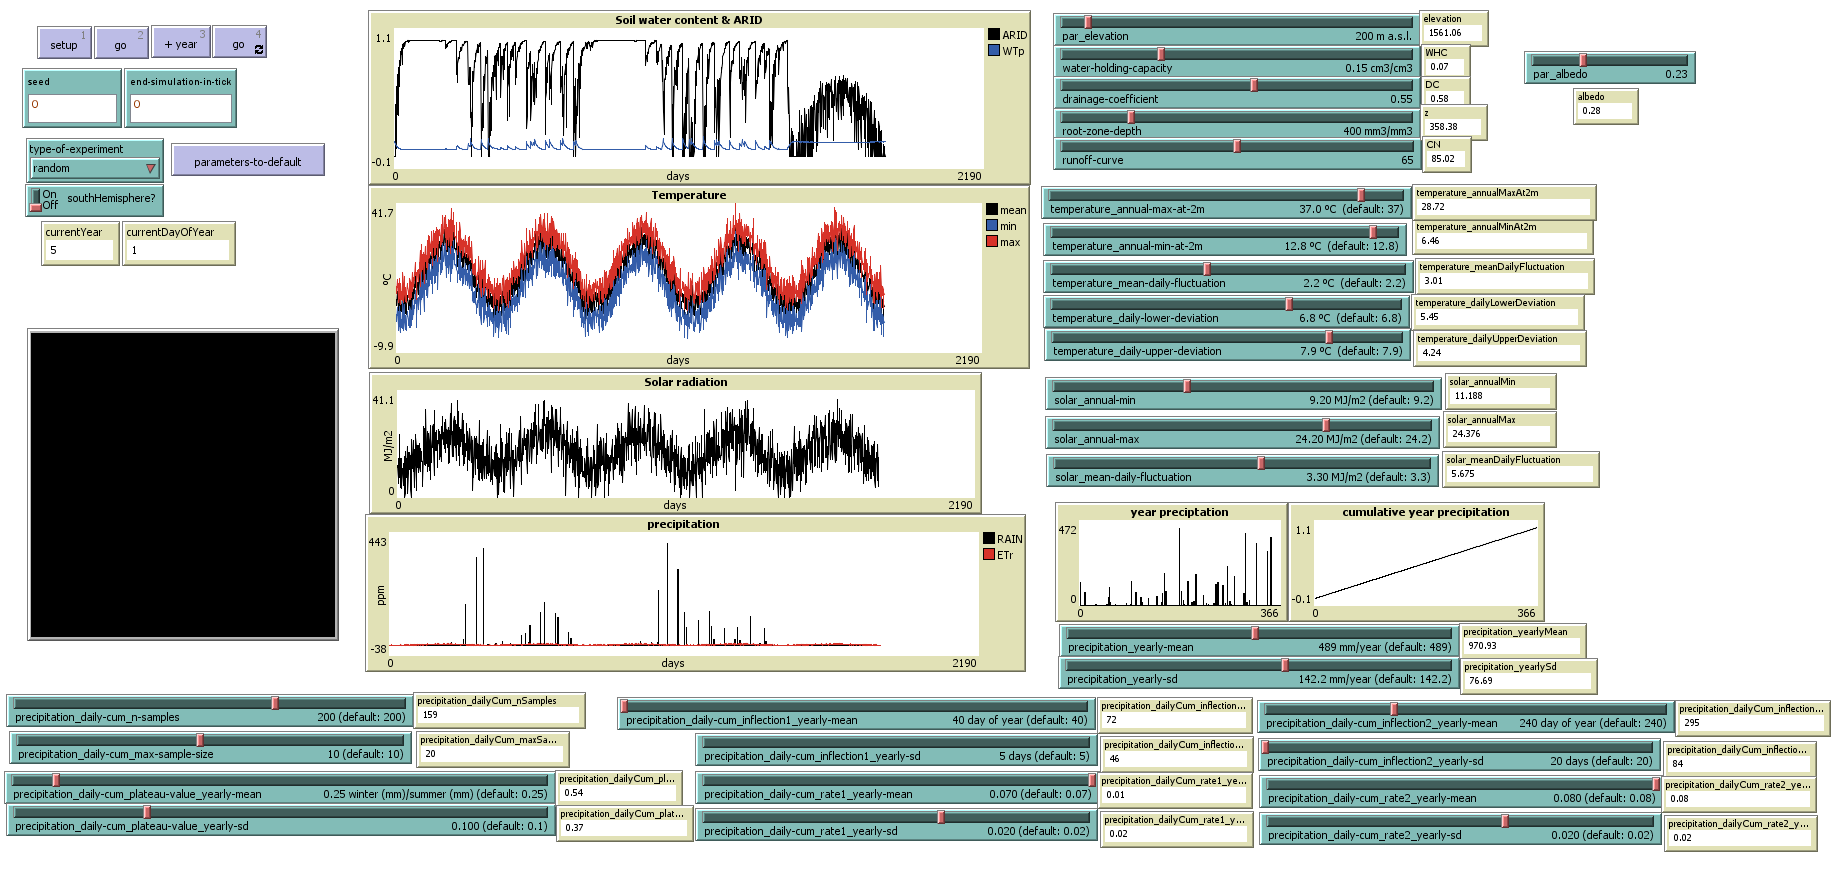 setup 1
go 2
+ year 3
go 4
seed
0
end-simulation-in-tick
0
type-of-experiment
random
parameters-to-default
On
Off
southHemisphere?
currentYear
5
currentDayOfYear
1
Soil water content & ARID
1.1
-0.1
0
days
2190
ARID
WTp
Temperature
41.7
ºC
-9.9
0
days
2190
mean
min
max
Solar radiation
41.1
MJ/m2
0
0
days
2190
precipitation
443
ppm
-38
0
days
2190
RAIN
ETr
par_elevation 200 m a.s.l.
elevation
1561.06
water-holding-capacity 0.15 cm3/cm3
WHC
0.07
drainage-coefficient 0.55
DC
0.58
root-zone-depth 400 mm3/mm3
z
358.38
runoff-curve 65
CN
85.02
par_albedo 0.23
albedo
0.28
temperature_annual-max-at-2m 37.0 ºC (default: 37)
temperature_annualMaxAt2m
28.72
temperature_annual-min-at-2m 12.8 ºC (default: 12.8)
temperature_annualMinAt2m
6.46
temperature_mean-daily-fluctuation 2.2 ºC (default: 2.2)
temperature_meanDailyFluctuation
3.01
temperature_daily-lower-deviation 6.8 ºC (default: 6.8)
temperature_dailyLowerDeviation
5.45
temperature_daily-upper-deviation 7.9 ºC (default: 7.9)
temperature_dailyUpperDeviation
4.24
solar_annual-min 9.20 MJ/m2 (default: 9.2)
solar_annualMin
11.188
solar_annual-max 24.20 MJ/m2 (default: 24.2)
solar_annualMax
24.376
solar_mean-daily-fluctuation 3.30 MJ/m2 (default: 3.3)
solar_meanDailyFluctuation
5.675
year preciptation
472
0
0
366
cumulative year precipitation
1.1
-0.1
0
366
precipitation_yearly-mean 489 mm/year (default: 489)
precipitation_yearlyMean
970.93
precipitation_yearly-sd 142.2 mm/year (default: 142.2)
precipitation_yearlySd
76.69
precipitation_daily-cum_n-samples 200 (default: 200)
precipitation_dailyCum_nSamples
159
precipitation_daily-cum_max-sample-size 10 (default: 10)
precipitation_dailyCum_maxSa...
20
precipitation_daily-cum_plateau-value_yearly-mean 0.25 winter (mm)/summer (mm) (default: 0.25)
precipitation_dailyCum_pl...
0.54
precipitation_daily-cum_plateau-value_yearly-sd 0.100 (default: 0.1)
precipitation_dailyCum_plat...
0.37
precipitation_daily-cum_inflection1_yearly-mean 40 day of year (default: 40)
precipitation_dailyCum_inflection...
72
precipitation_daily-cum_inflection1_yearly-sd 5 days (default: 5)
precipitation_dailyCum_inflectio...
46
precipitation_daily-cum_rate1_yearly-mean 0.070 (default: 0.07)
precipitation_dailyCum_rate1_ye...
0.01
precipitation_daily-cum_rate1_yearly-sd 0.020 (default: 0.02)
precipitation_dailyCum_rate1_y...
0.02
precipitation_daily-cum_inflection2_yearly-mean 240 day of year (default: 240)
precipitation_dailyCum_inflection...
295
precipitation_daily-cum_inflection2_yearly-sd 20 days (default: 20)
precipitation_dailyCum_inflectio...
84
precipitation_daily-cum_rate2_yearly-mean 0.080 (default: 0.08)
precipitation_dailyCum_rate2_ye...
0.08
precipitation_daily-cum_rate2_yearly-sd 0.020 (default: 0.02)
precipitation_dailyCum_rate2_y...
0.02